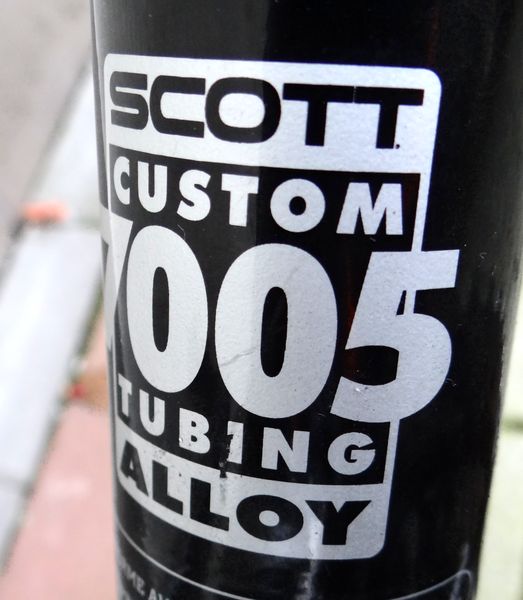 SCOTT
CUSTOM
7005
TUBING
ALLOY